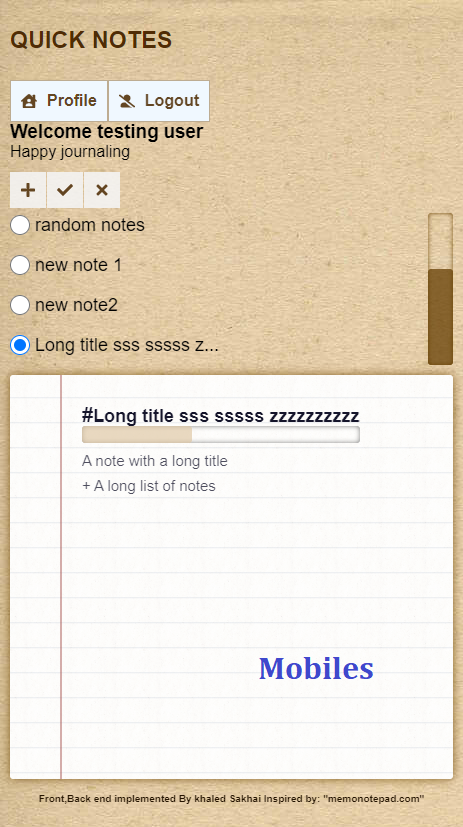 QUICK NOTES
Profile
Logout
Welcome testing user
Happy journaling
random notes
new note 1
new note2
Long title sss sssss z...
#Long title sss sssss zzzzzzzzzz
A note with a long title
+ A long list of notes
Mobiles
Front,Back end implemented By khaled Sakhai Inspired by: "memonotepad.com"